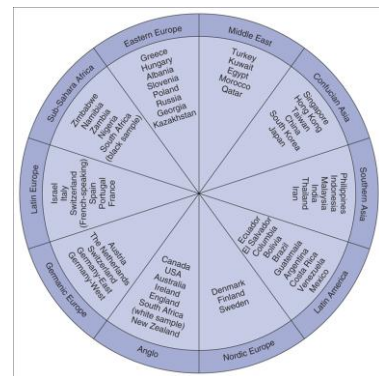 Eastern Europe
Greece
Hungary
Albania
Slovenia
Poland
Russia
Georgia
Kazakhstan
Middle East
Turkey
Kuwait
Egypt
Morocco
Qatar
Confucian Asia
Singapore
Hong Kong
Taiwan
China
South Korea
Japan
Southern Asia
Philippines
Indonesia
Malaysia
India
Thailand
Iran
Latin America
Ecuador
El Salvador
Columbia
Bolivia
Brazil
Guatemala
Argentina
Costa Rica
Venezuela
Mexico
Nordic Europe
Denmark
Finland
Sweden
Anglo
Canada
USA
Australia
Ireland
England
South Africa
(white sample)
New Zealand
Germanic Europe
Austria
The Netherlands
Switzerland
Germany-East
Germany-West
Latin Europe
Israel
Italy
Switzerland
(French-speaking)
Spain
Portugal
France
Sub-Sahara Africa
Zimbabwe
Namibia
Zambia
Nigeria
South Africa
(black sample)